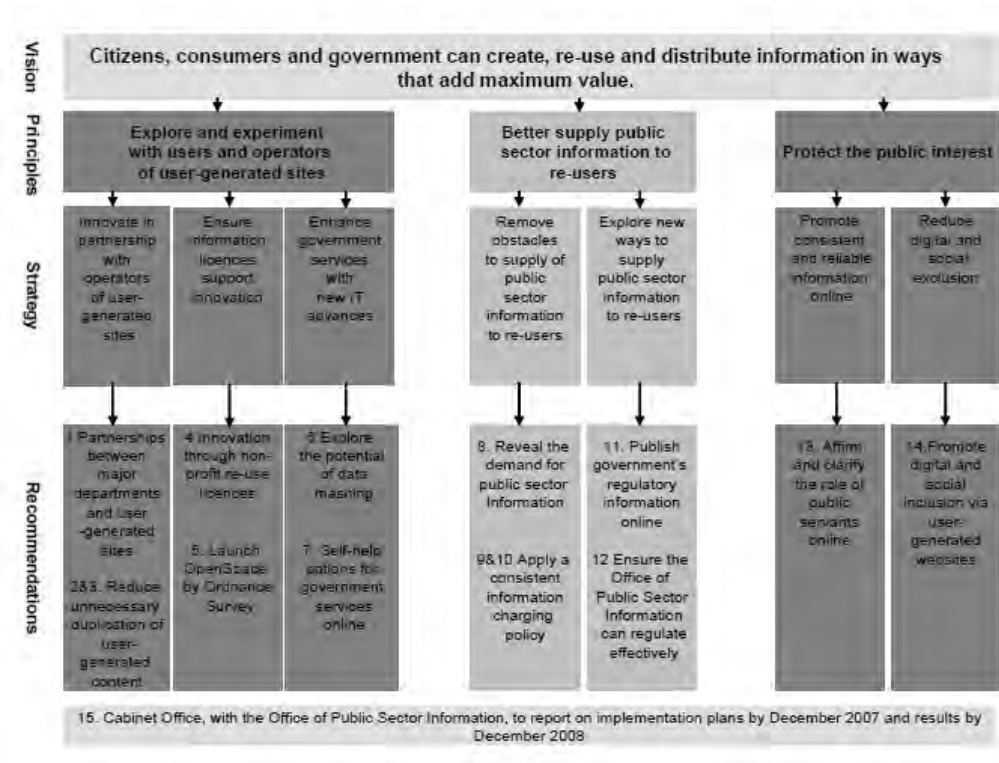 Vision
Citizens, consumers and government can create, re-use and distribute information in ways
that add maximum value.
Principles
Explore and experiment
with users and operators
of user-generated sites
Better supply public
sector information to
re-users
Protect the public interest
Strategy
Innovate in
partnership
with
operators
of user-
generated
sites
Ensure
information
licences
support
innovation
Enhance
government
services
with
new IT
advances
Remove
obstacles
to supply of
public
sector
information
to re-users
Explore new
ways to
supply
public sector
information
to re-users
Promote
consistent
and reliable
information
online
Reduce
digital and
social
exclusion
Recommendations
1 Partnerships
between
major
departments
and user
-generated
sites
2&3. Reduce
unnecessary
duplication of
user-
generated
content
4 Innovation
through non-
profit re-use
licences
5. Launch
OpenSpace
by Ordnance
Survey
6 Explore
the potential
of data
mashing
7. Self-help
options for
government
services
online
8. Reveal the
demand for
public sector
Information
9&10 Apply a
consistent
information
charging
policy
11. Publish
government's
regulatory
information
online
12 Ensure the
Office of
Public Sector
Information
can regulate
effectively
13. Affirm
and clarify
the role of
public
servants
online
14. Promote
digital and
social
inclusion via
user-
generated
websites
15. Cabinet Office, with the Office of Public Sector Information, to report on implementation plans by December 2007 and results by
December 2008